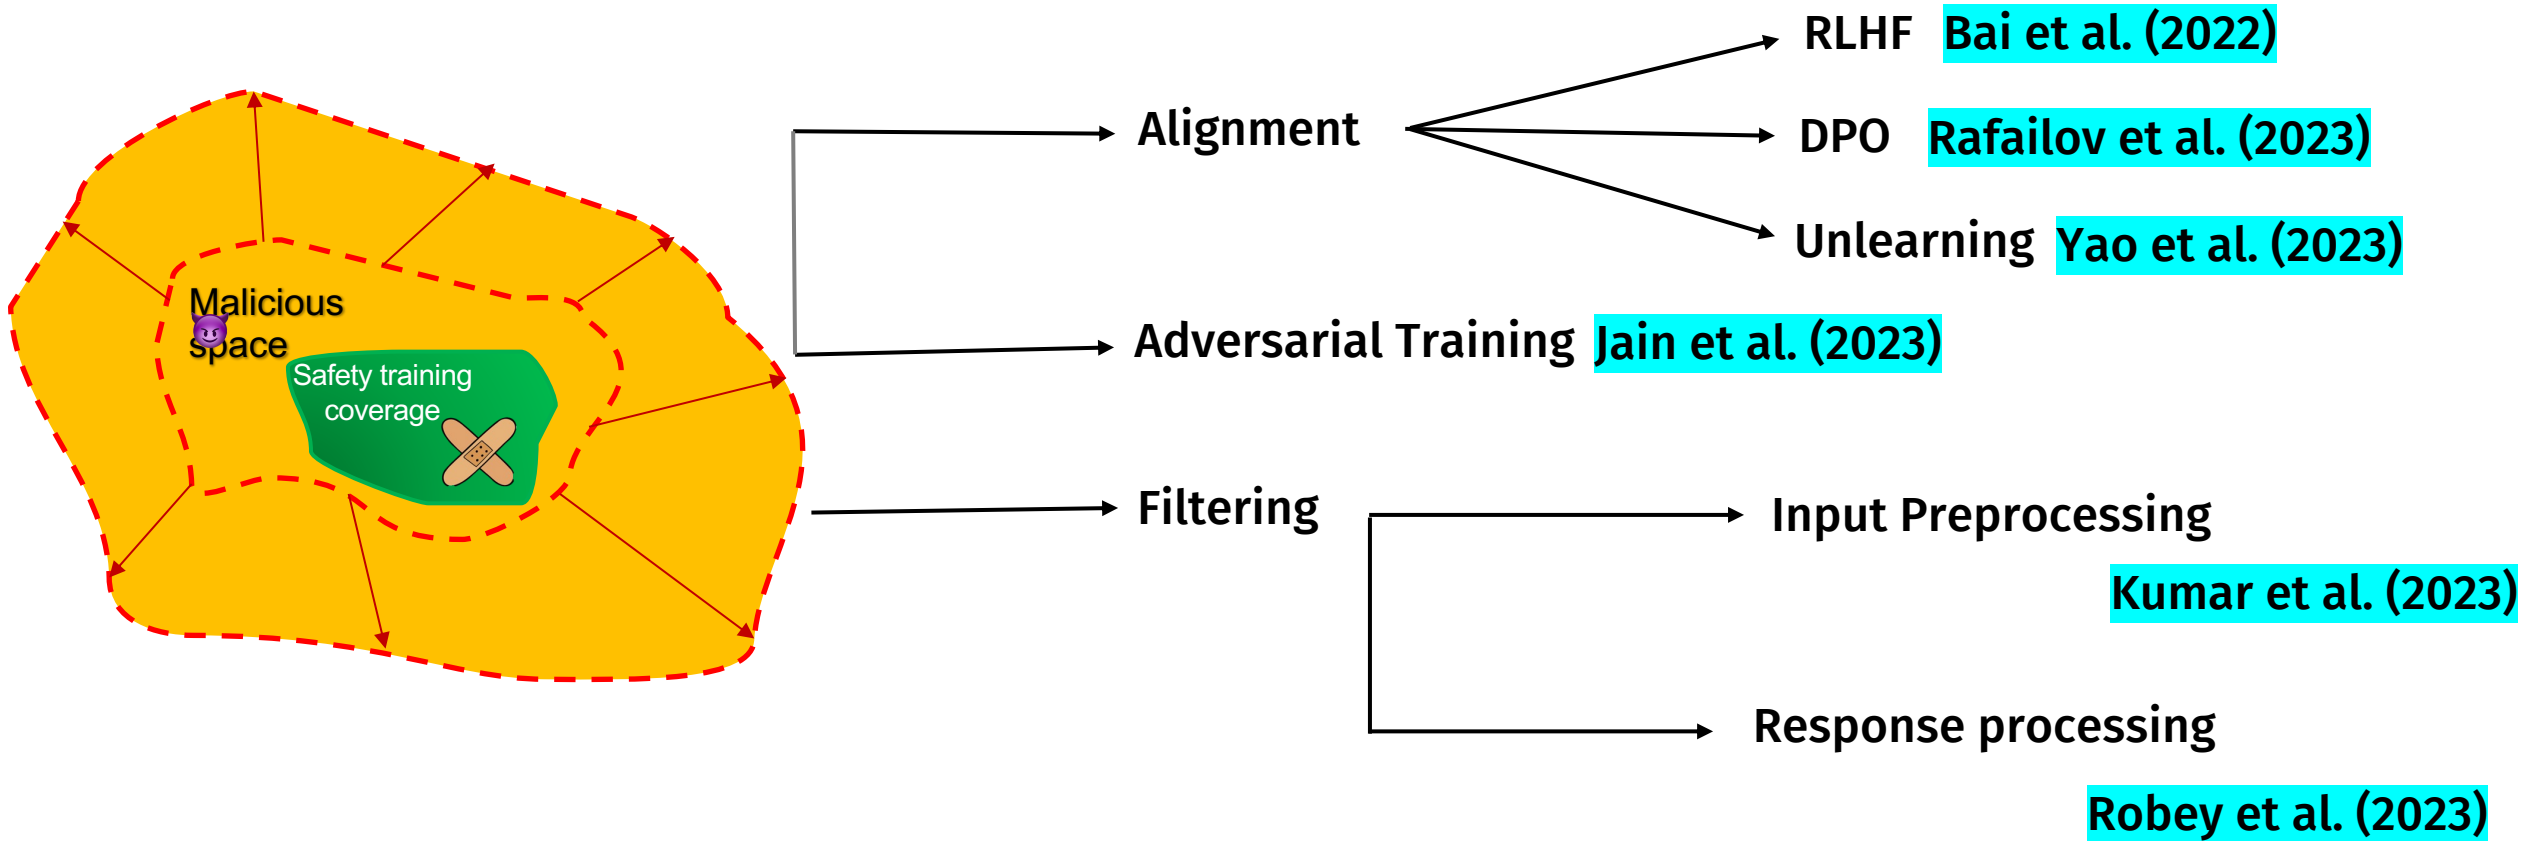 RLHF Bai et al. (2022)
Alignment
DPO Rafailov et al. (2023)
Unlearning Yao et al. (2023)
Malicious
space
Adversarial Training Jain et al. (2023)
Safety training
coverage
Filtering
Input Preprocessing
Kumar et al. (2023)
Response processing
Robey et al. (2023)